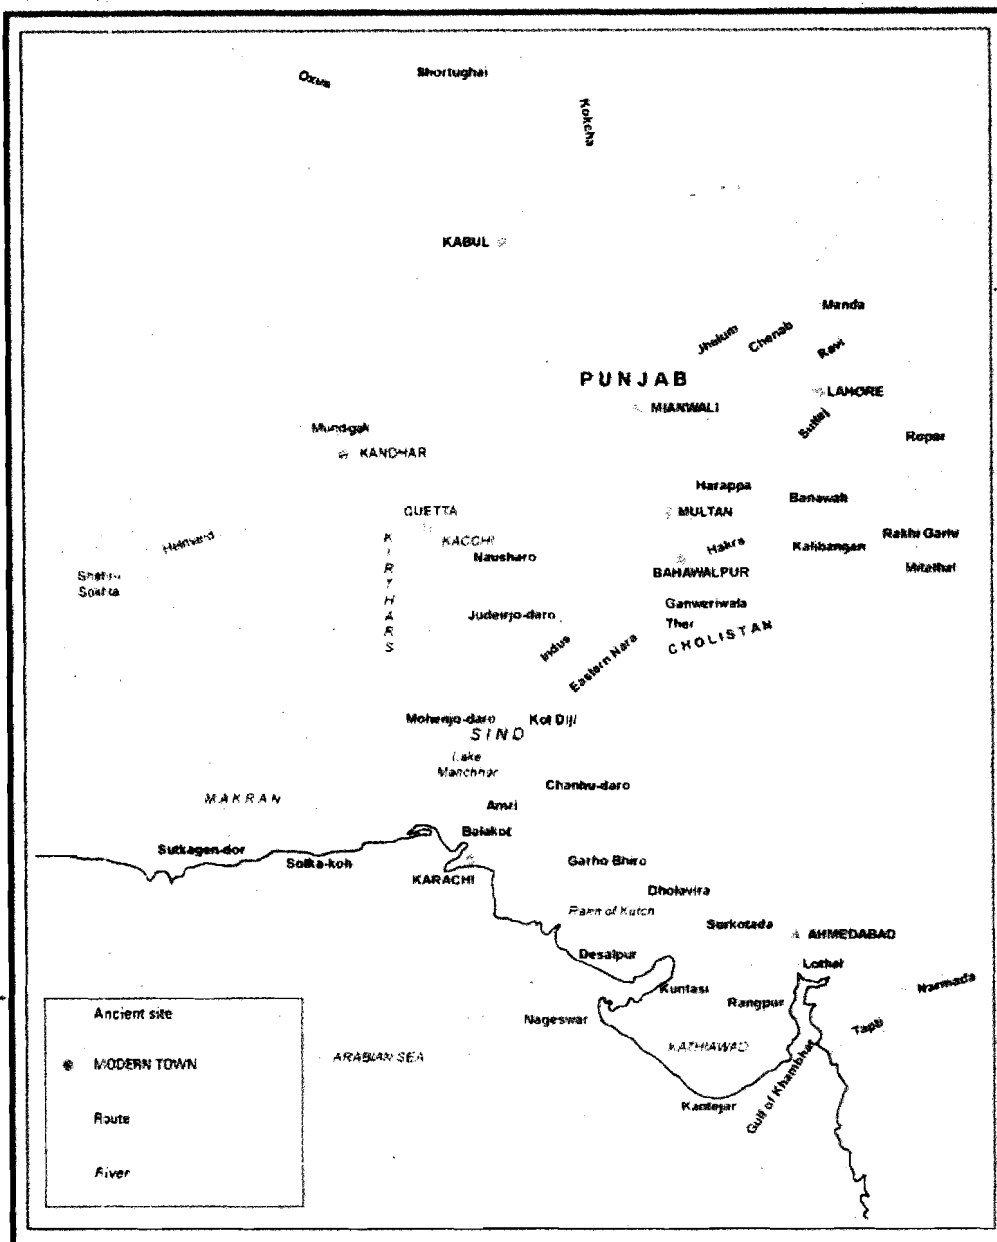 Oxus
Shortughai
Kokcha
KABUL
Manda
Jhelum
Chenab
Ravi
PUNJAB
LAHORE
MIANWALI
Sutlej
Mundigak
Ropar
KANDHAR
Harappa
Banawali
QUETTA
MULTAN
Helmand
KACCHI
Hakra
Rakhi Garhi
Nausharo
Kalibangan
KIRTHARS
BAHAWALPUR
Mitathal
Shahr-i
Sokhta
Ganweriwala
Ther
Judeirjo-daro
CHOLISTAN
Indus
Eastern Nara
Mohenjo-daro
Kot Diji
SIND
Lake
Manchhar
Chanhu-daro
MAKRAN
Amri
Balakot
Sutkagen-dor
Sotka-koh
Garho Bhiro
KARACHI
Dholavira
Rann of Kutch
Surkotada
AHMEDABAD
Desalpur
Lothal
Kuntasi
Rangpur
Narmada
Nageswar
Tapti
KATHIAWAD
ARABIAN SEA
Gulf of Khambhat
Kantejar
Ancient site
MODERN TOWN
Route
River